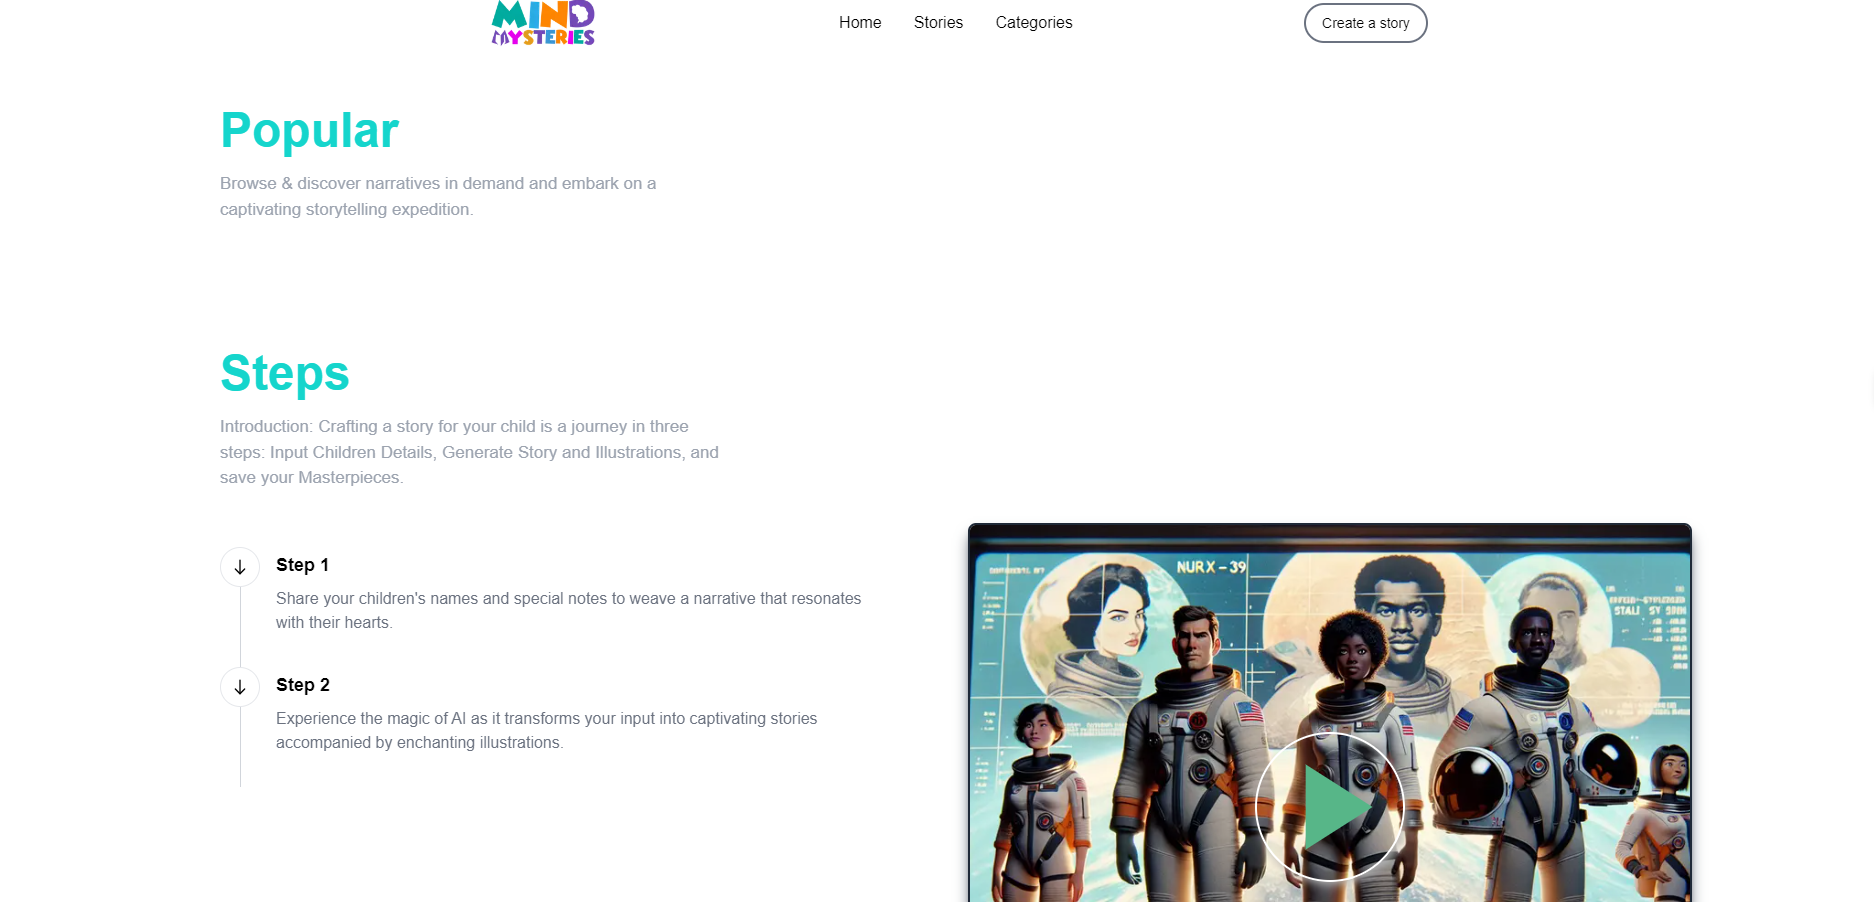 MIND
MYSTERIES
Home Stories Categories
Create a story
Popular
Browse & discover narratives in demand and embark on a
captivating storytelling expedition.
Steps
Introduction: Crafting a story for your child is a journey in three
steps: Input Children Details, Generate Story and Illustrations, and
save your Masterpieces.
Step 1
Share your children's names and special notes to weave a narrative that resonates
with their hearts.
Step 2
Experience the magic of AI as it transforms your input into captivating stories
accompanied by enchanting illustrations.
NURX-39